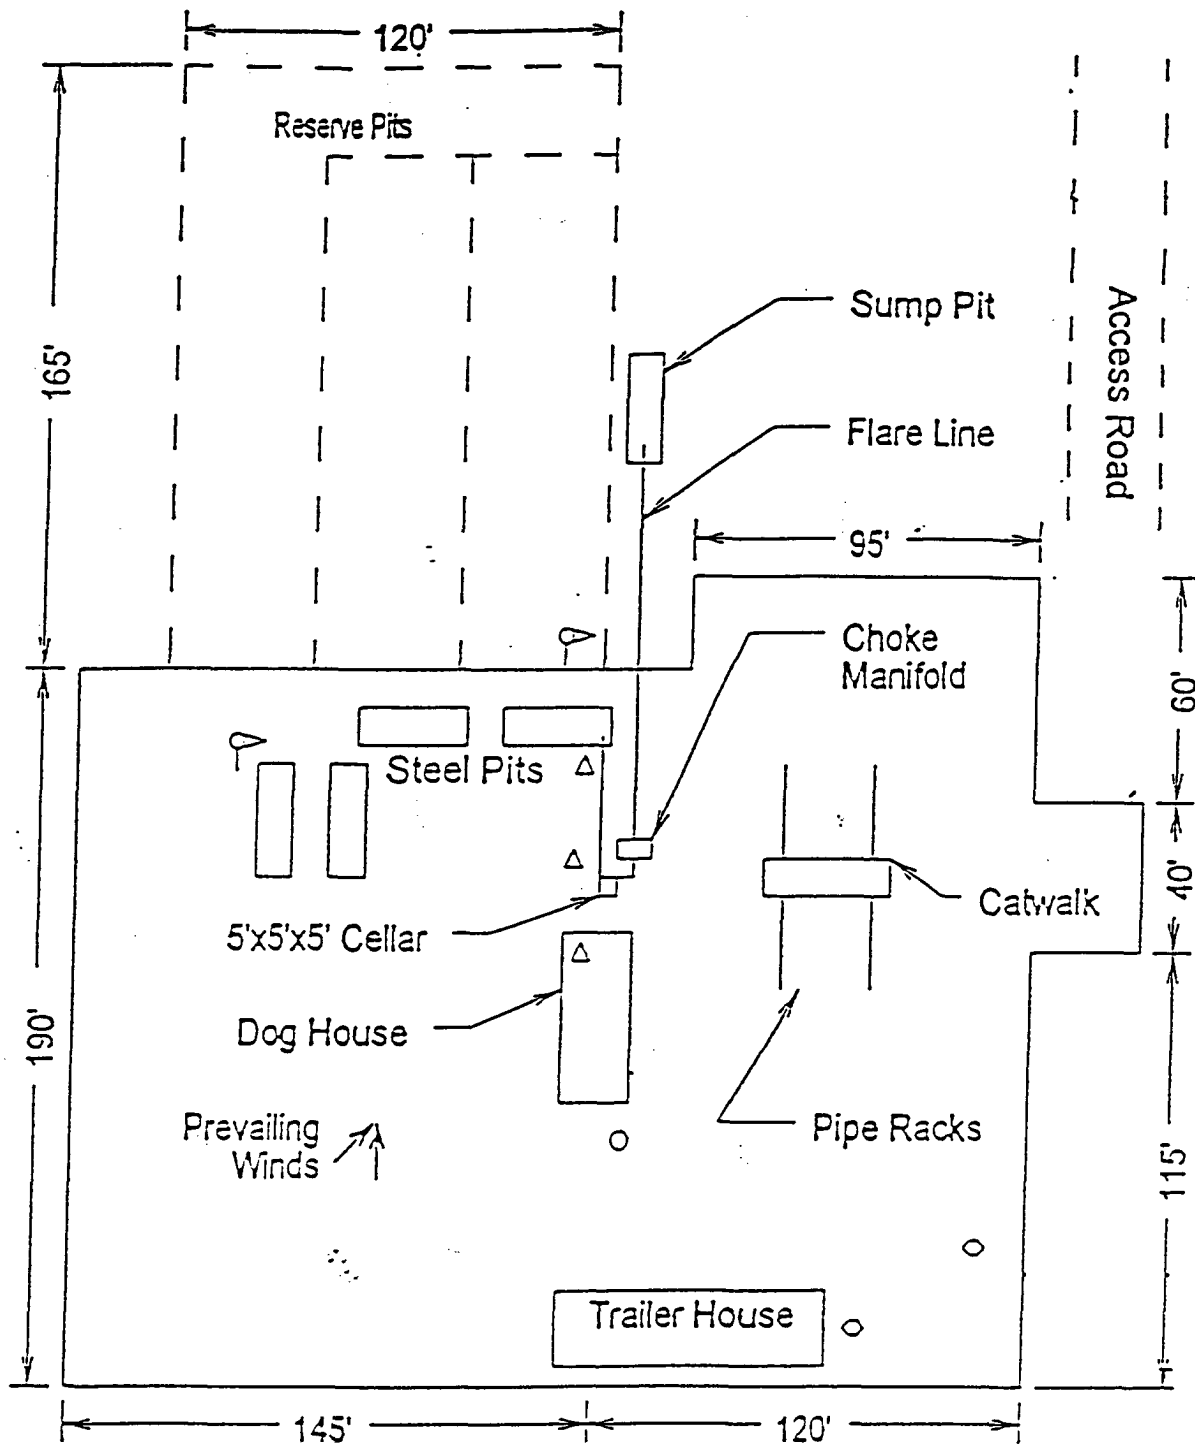 120'
Reserve Pits
165'
Sump Pit
Access Road
Flare Line
95'
Choke
Manifold
60'
Steel Pits
40'
Catwalk
5'x5'x5' Cellar
Dog House
190'
Prevailing
Winds
Pipe Racks
115'
Trailer House
145'
120'